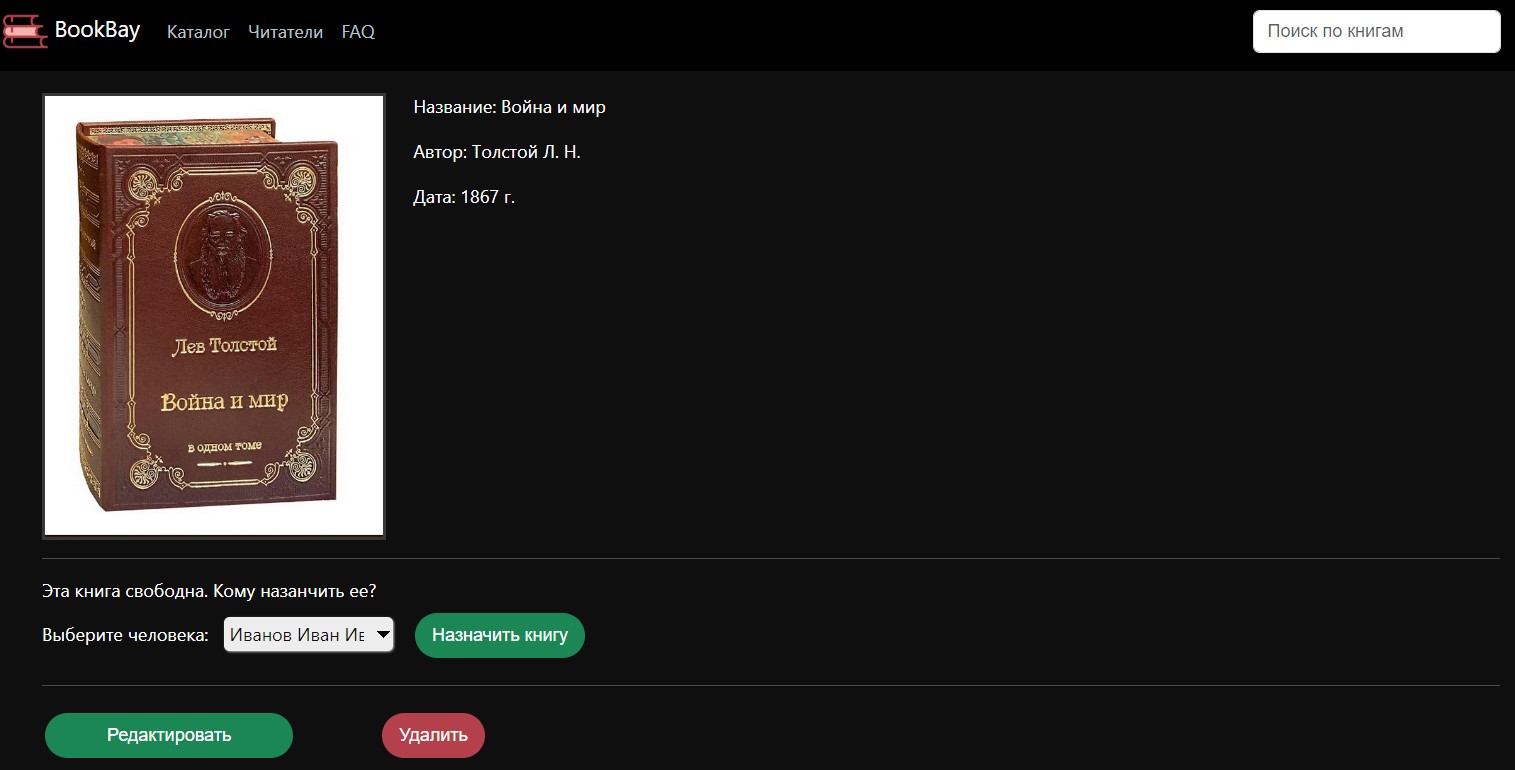 BookBay Каталог Читатели FAQ Поиск по книгам
Название: Война и мир
Автор: Толстой Л. Н.
Дата: 1867 г.
Лев Толстой
Война и мир
в одном томе
Эта книга свободна. Кому назанчить ее?
Выберите человека: Иванов Иван Ив Назначить книгу
Редактировать Удалить